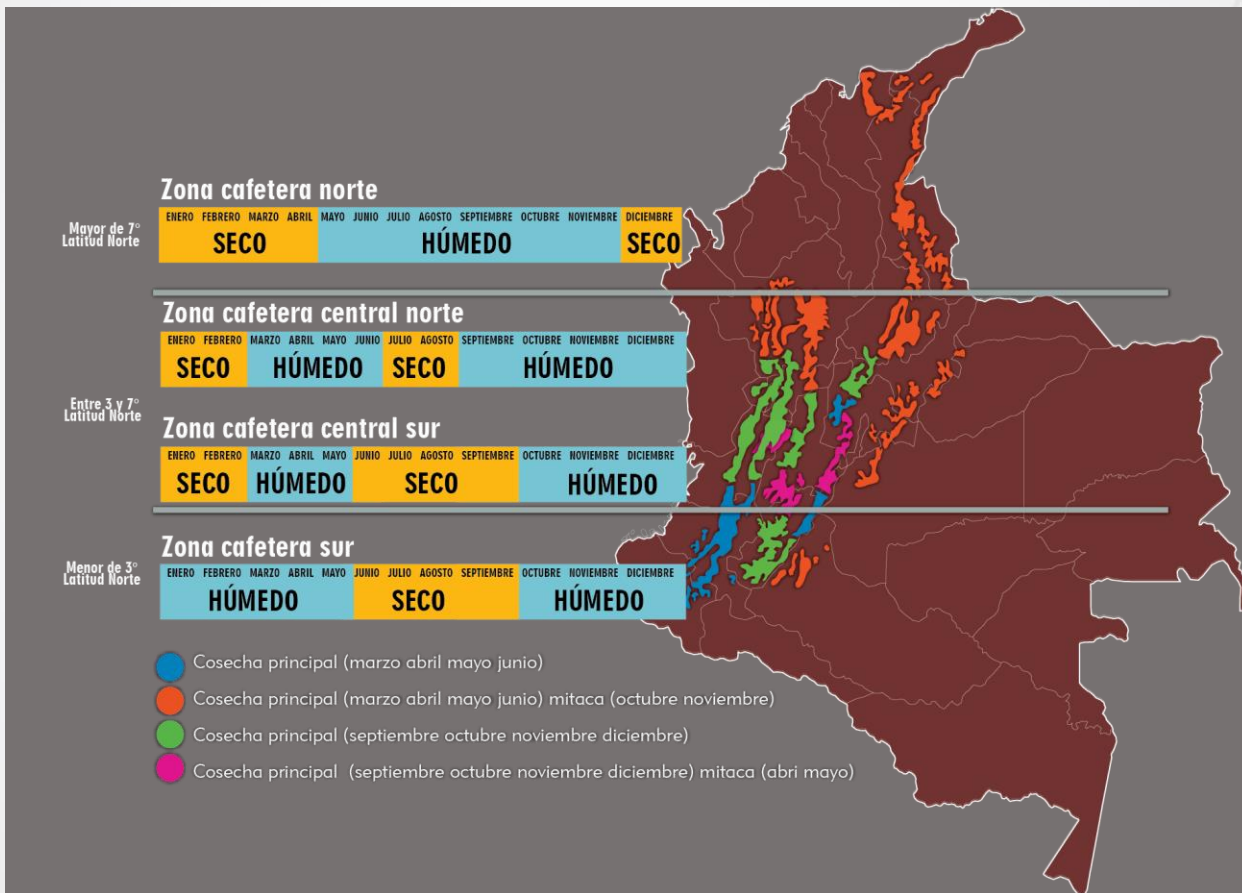 Zona cafetera norte
Mayor de 7°
Latitud Norte
ENERO FEBRERO MARZO ABRIL MAYO JUNIO JULIO AGOSTO SEPTIEMBRE OCTUBRE NOVIEMBRE DICIEMBRE
SECO HÚMEDO SECO
Zona cafetera central norte
ENERO FEBRERO MARZO ABRIL MAYO JUNIO JULIO AGOSTO SEPTIEMBRE OCTUBRE NOVIEMBRE DICIEMBRE
SECO HÚMEDO SECO HÚMEDO
Entre 3 y 7°
Latitud Norte
Zona cafetera central sur
ENERO FEBRERO MARZO ABRIL MAYO JUNIO JULIO AGOSTO SEPTIEMBRE OCTUBRE NOVIEMBRE DICIEMBRE
SECO HÚMEDO SECO HÚMEDO
Zona cafetera sur
Menor de 3°
Latitud Norte
ENERO FEBRERO MARZO ABRIL MAYO JUNIO JULIO AGOSTO SEPTIEMBRE OCTUBRE NOVIEMBRE DICIEMBRE
HÚMEDO SECO HÚMEDO
Cosecha principal (marzo abril mayo junio)
Cosecha principal (marzo abril mayo junio) mitaca (octubre noviembre)
Cosecha principal (septiembre octubre noviembre diciembre)
Cosecha principal (septiembre octubre noviembre diciembre) mitaca (abri mayo)